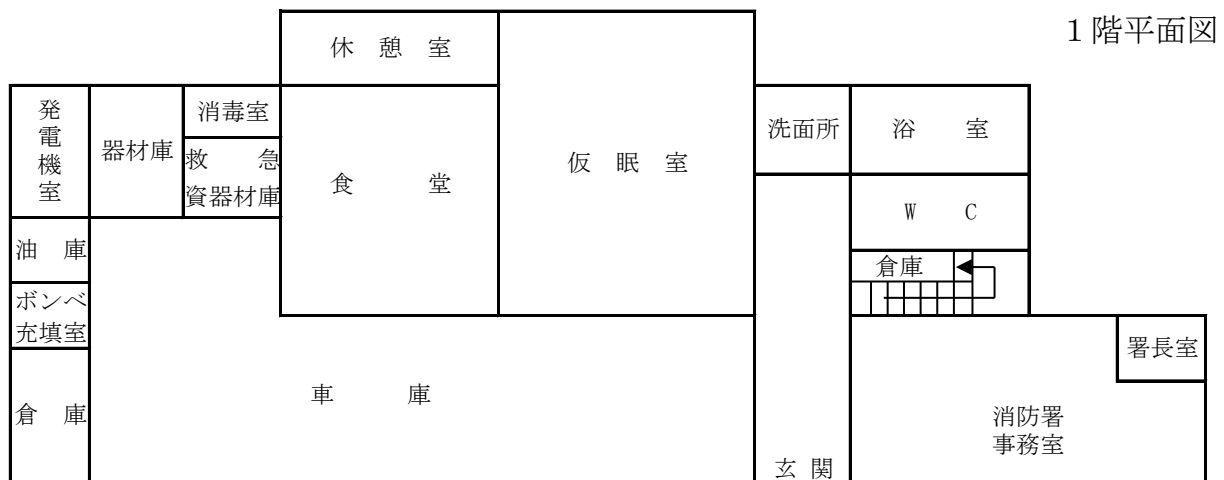 1階平面図
休憩室
発電機室
器材庫
消毒室
救急
資器材庫
食堂
仮眠室
洗面所
浴室
WC
倉庫
油庫
ボンベ
充填室
倉庫
車庫
署長室
消防署
事務室
玄関